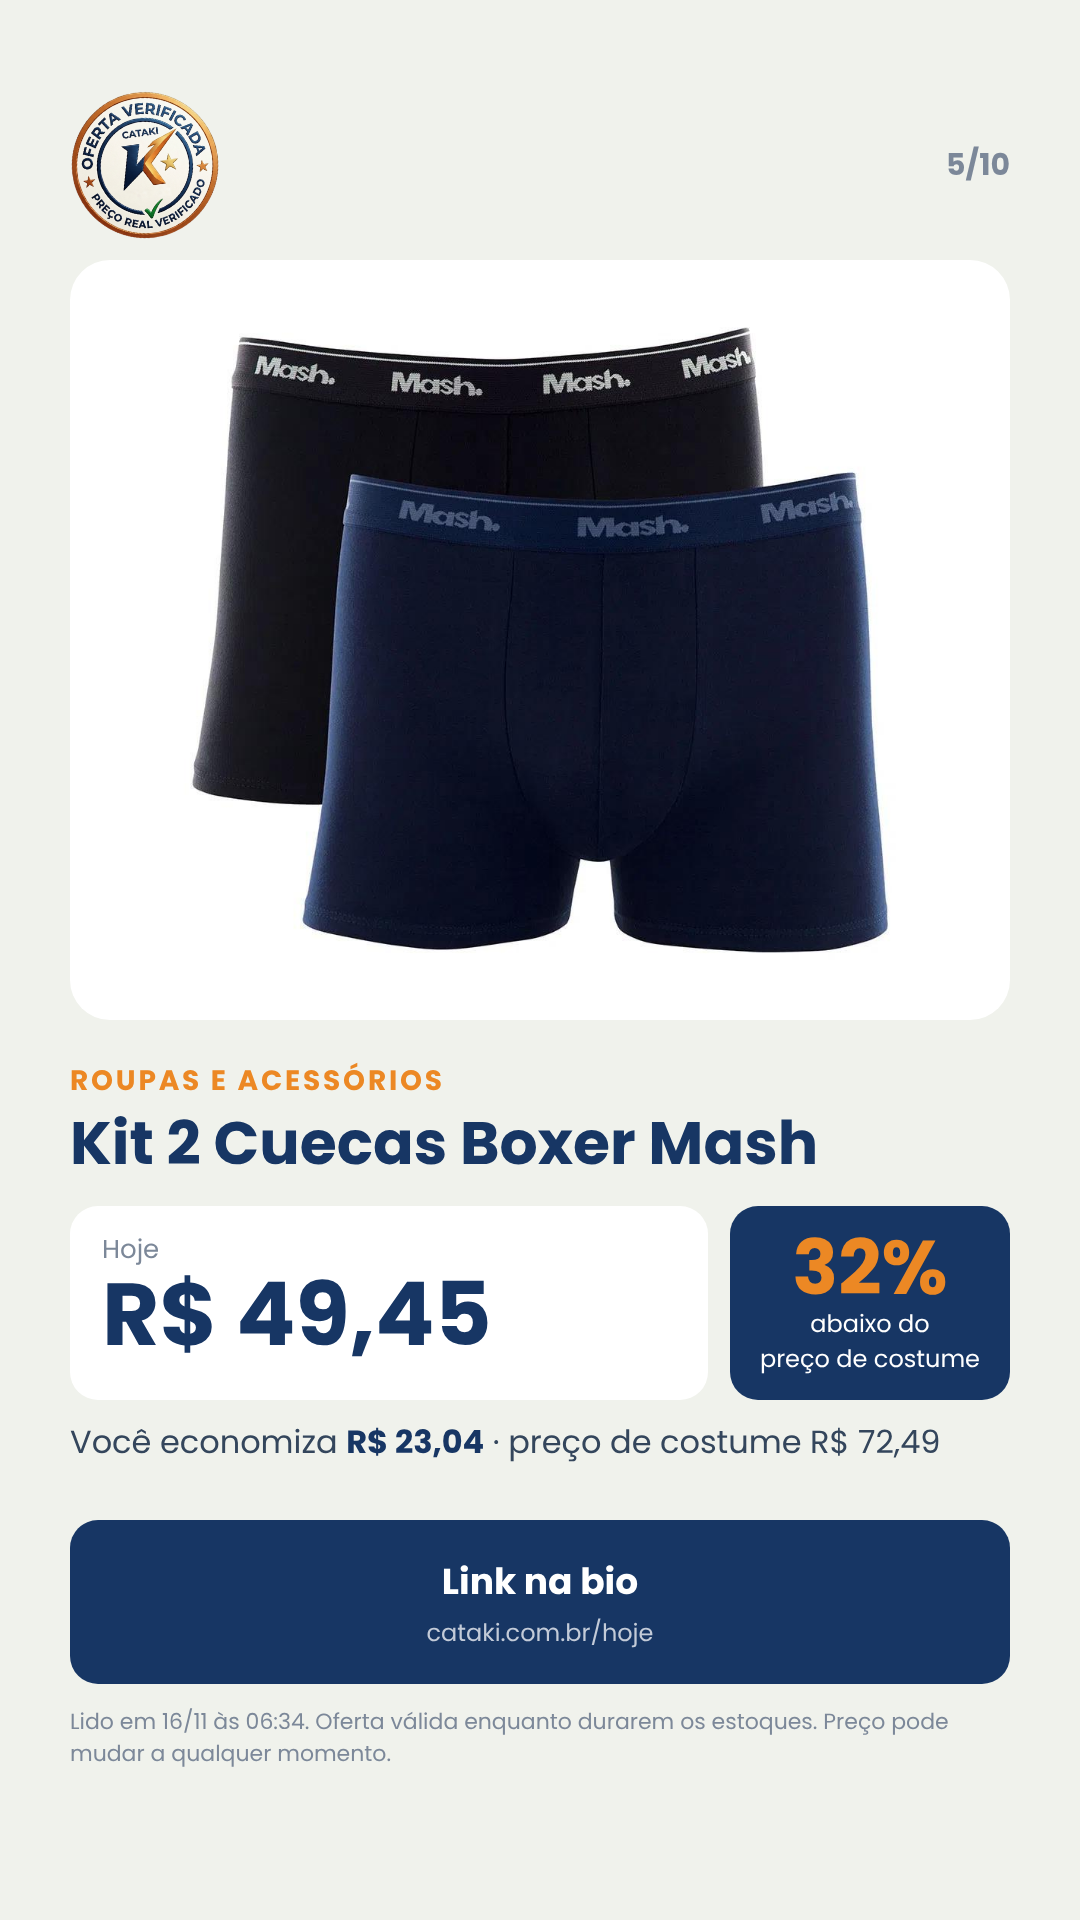 OFERTA VERIFICADA
CATAKI
K
PREÇO REAL VERIFICADO
5/10
Mash. Mash. Mash. Mash.
Mash. Mash. Mash.
ROUPAS E ACESSÓRIOS
Kit 2 Cuecas Boxer Mash
Hoje
R$ 49,45
32%
abaixo do
preço de costume
Você economiza R$ 23,04 · preço de costume R$ 72,49
Link na bio
cataki.com.br/hoje
Lido em 16/11 às 06:34. Oferta válida enquanto durarem os estoques. Preço pode
mudar a qualquer momento.